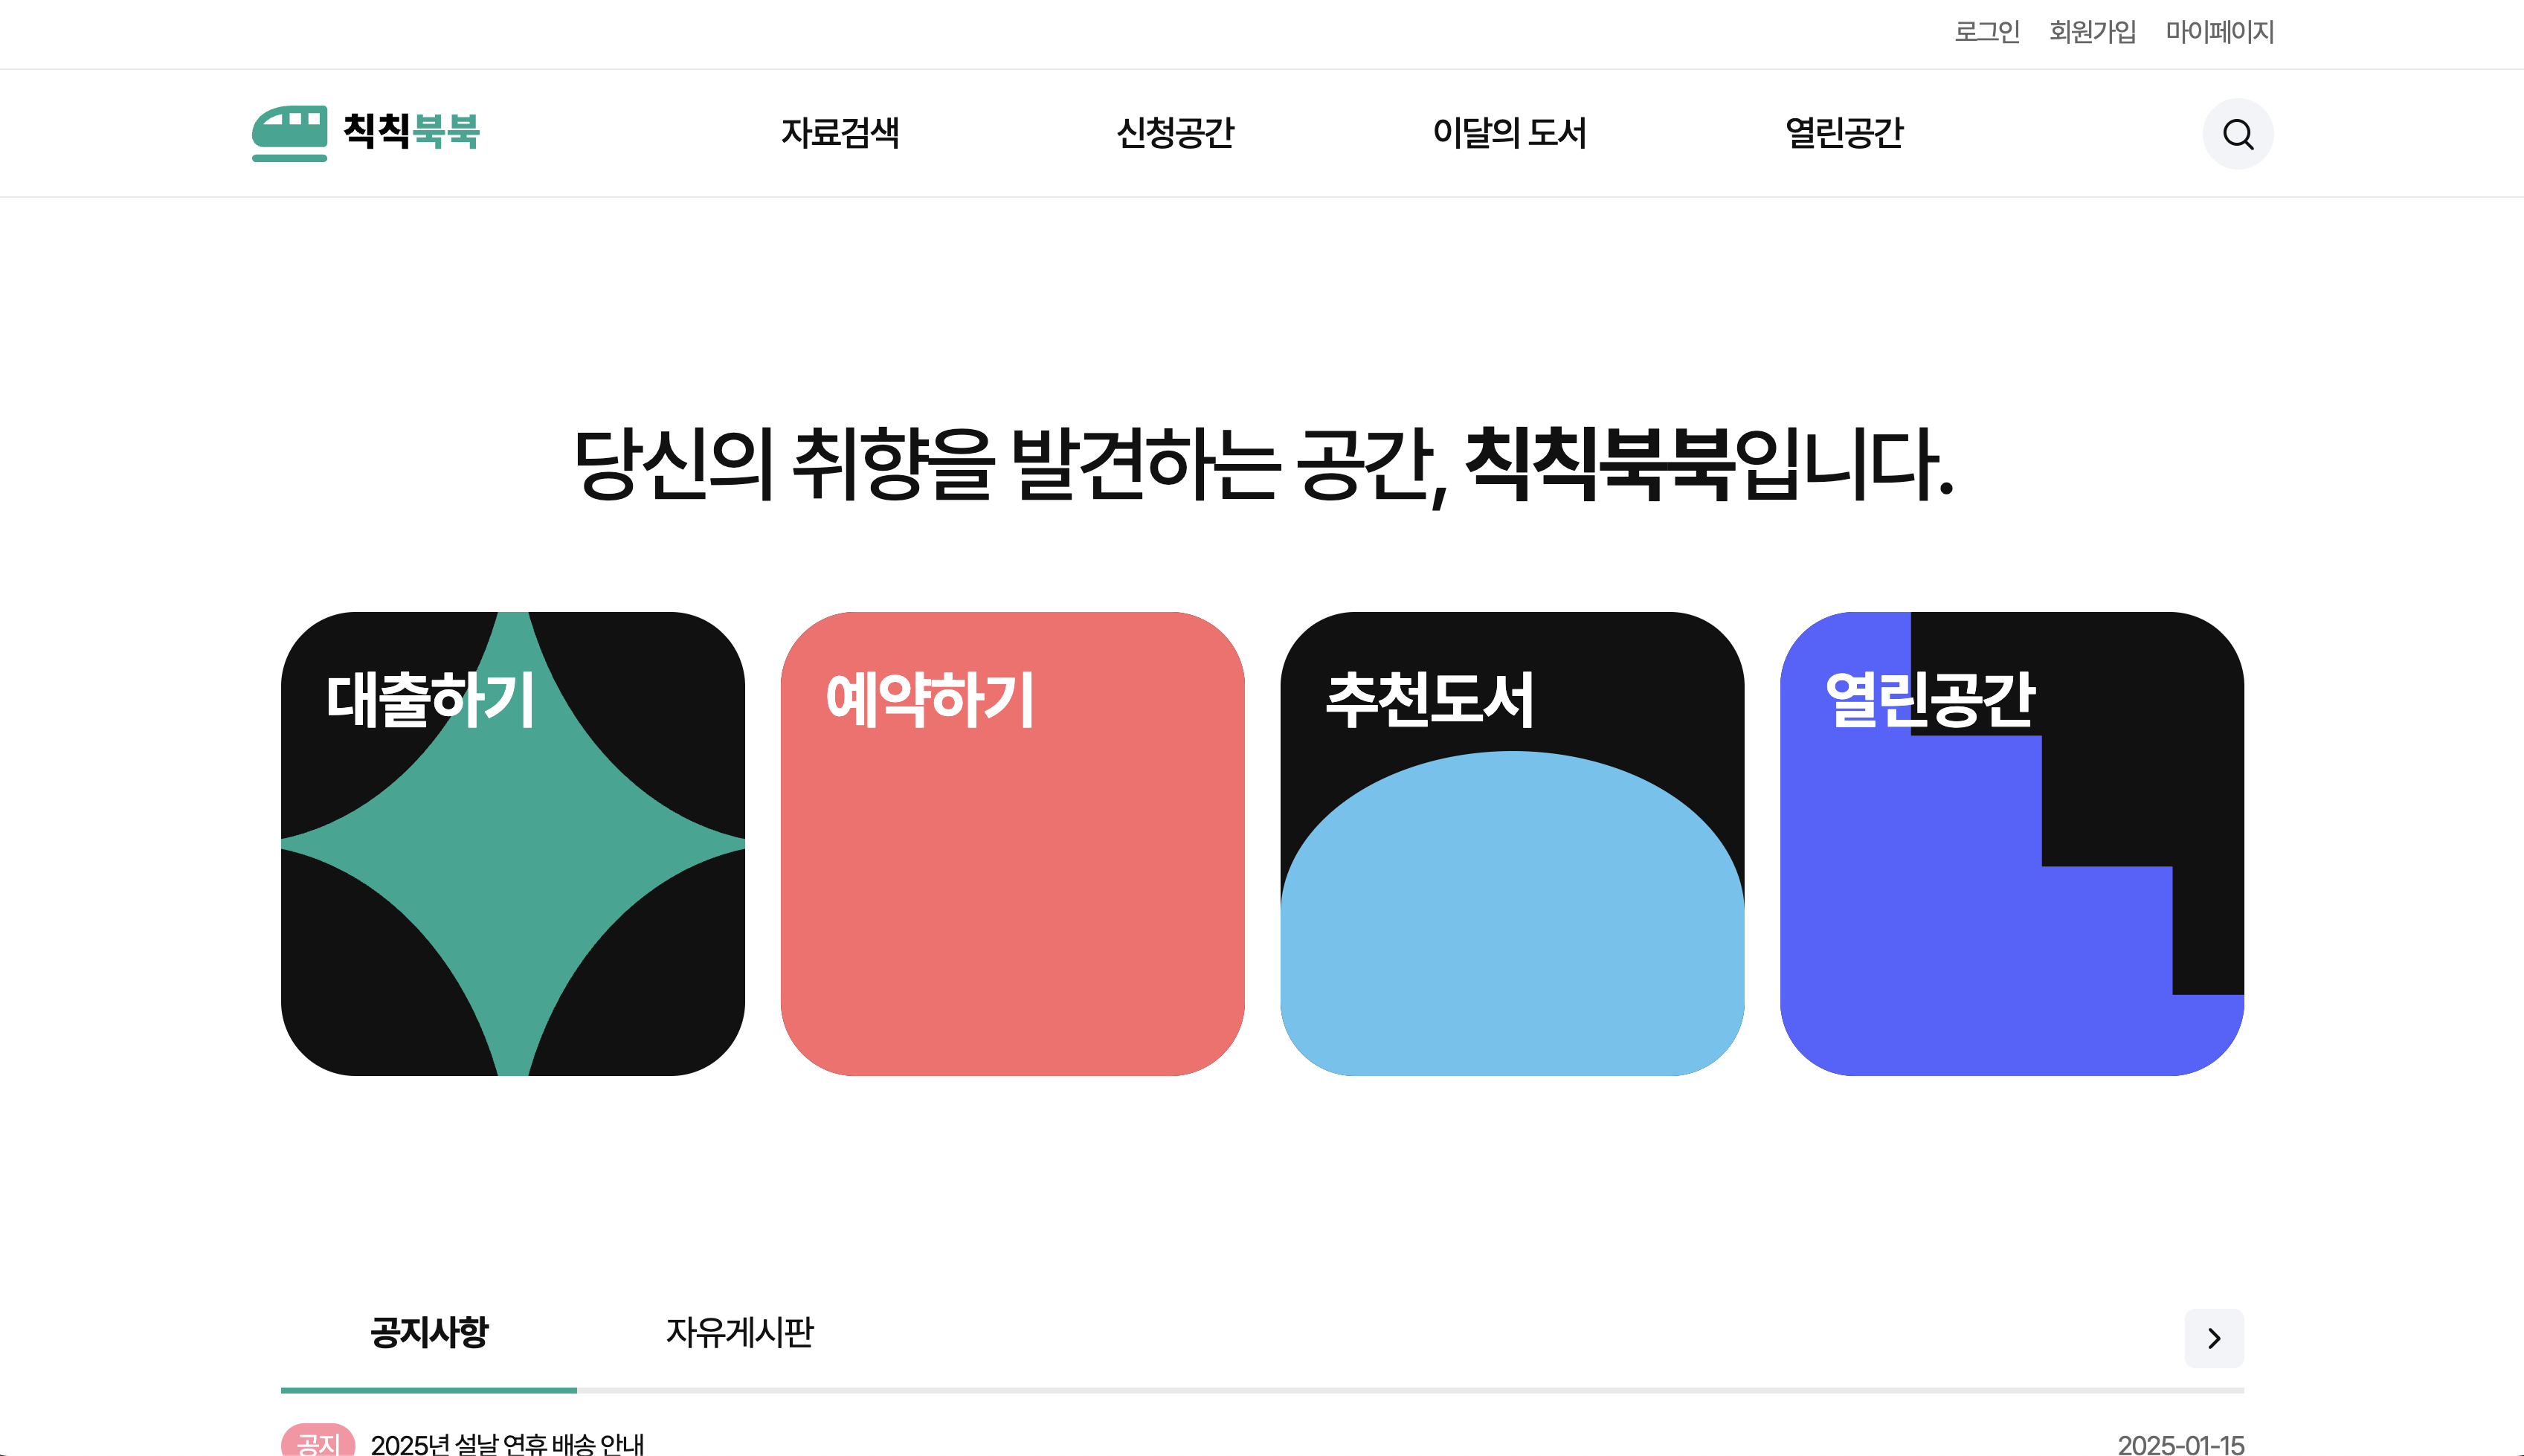 로그인 회원가입 마이페이지
칙칙북북 자료검색 신청공간 이달의 도서 열린공간
당신의 취향을 발견하는 공간, 칙칙북북입니다.
대출하기 예약하기 추천도서 열린공간
공지사항 자유게시판
공지 2025년 설날 연휴 배송 안내 2025-01-15